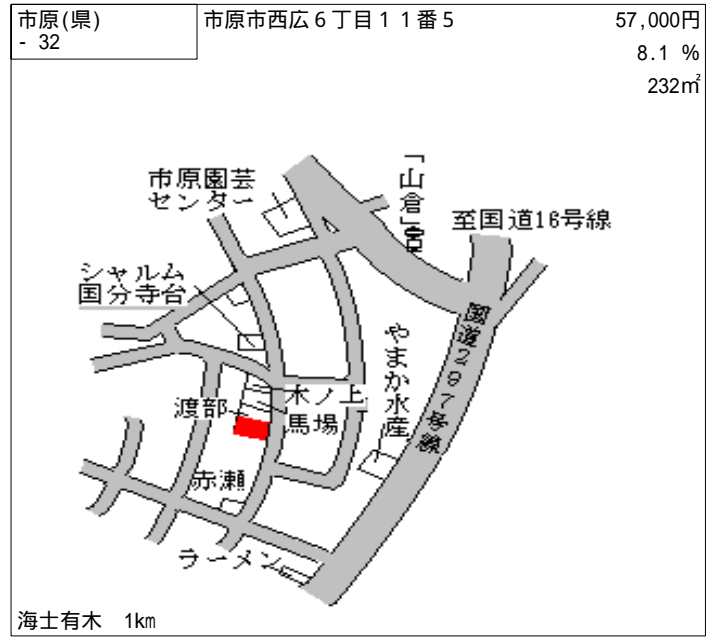 市原(県)
- 32
市原市西広６丁目１１番５
57,000円
8.1 %
232㎡
市原園芸
センター
「山倉」
至国道16号線
シャルム
国分寺台
国道297号線
やまか水産
木ノ上
渡部
馬場
赤瀬
ラーメン
海士有木 1km